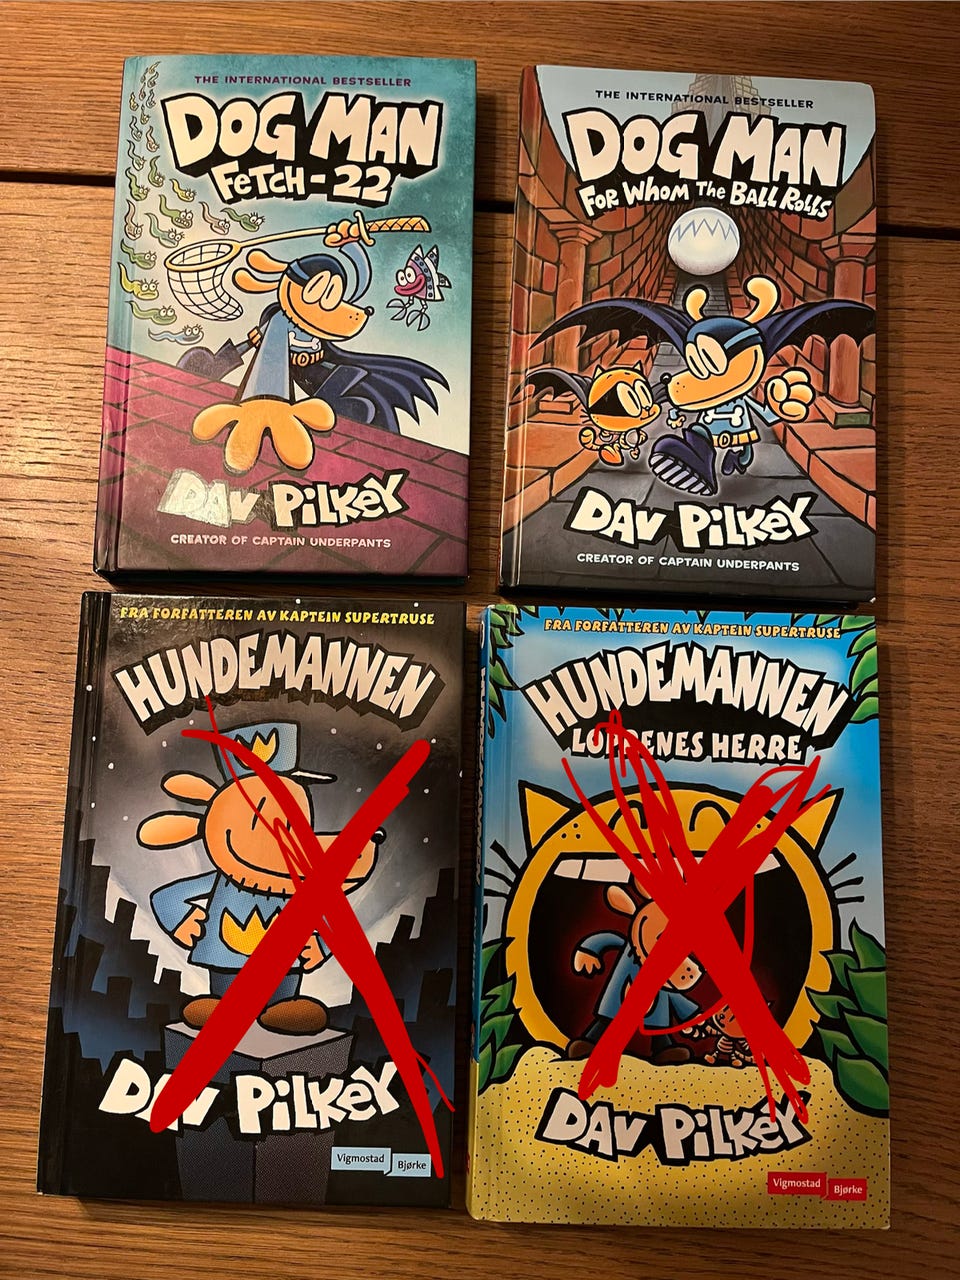 THE INTERNATIONAL BESTSELLER
DOG MAN
FETCH-22
DAV PILKEY
CREATOR OF CAPTAIN UNDERPANTS
THE INTERNATIONAL BESTSELLER
DOG MAN
FOR WHOM THE BALL ROLLS
DAV PILKEY
CREATOR OF CAPTAIN UNDERPANTS
FRA FORFATTEREN AV KAPTEIN SUPERTRUSE
HUNDEMANNEN
DAV PILKEY
Vigmostad Bjørke
FRA FORFATTEREN AV KAPTEIN SUPERTRUSE
HUNDEMANNEN
LOPPENES HERRE
DAV PILKEY
Vigmostad Bjørke